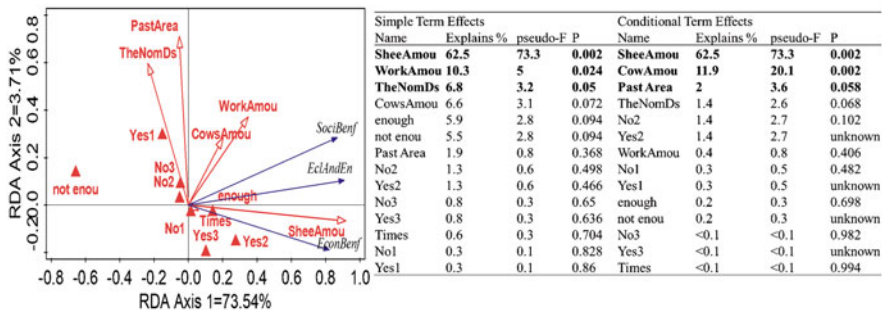 PastArea
TheNomDs
WorkAmou
Yes1
CowsAmou
SociBenf
No3
No2
EclAndEn
not enou
enough
No1
Times
SheeAmou
Yes3
Yes2
EconBenf
RDA Axis 2=3.71%
0.8
0.6
0.4
0.2
0.0
-0.20
-0.8
-0.6
-0.4
-0.2
0.0
0.2
0.4
0.6
0.8
1.0
RDA Axis 1=73.54%
Simple Term Effects Conditional Term Effects
Name Explains % pseudo-F P Name Explains % pseudo-F P
SheeAmou 62.5 73.3 0.002 SheeAmou 62.5 73.3 0.002
WorkAmou 10.3 5 0.024 CowAmou 11.9 20.1 0.002
TheNomDs 6.8 3.2 0.05 Past Area 2 3.6 0.058
CowsAmou 6.6 3.1 0.072 TheNomDs 1.4 2.6 0.068
enough 5.9 2.8 0.094 No2 1.4 2.7 0.102
not enou 5.5 2.8 0.094 Yes2 1.4 2.7 unknown
Past Area 1.9 0.8 0.368 WorkAmou 0.4 0.8 0.406
No2 1.3 0.6 0.498 No1 0.3 0.5 0.482
Yes2 1.3 0.6 0.466 Yes1 0.3 0.5 unknown
No3 0.8 0.3 0.65 enough 0.2 0.3 0.698
Yes3 0.8 0.3 0.636 not enou 0.2 0.3 unknown
Times 0.6 0.3 0.704 No3 <0.1 <0.1 0.982
No1 0.3 0.1 0.828 Yes3 <0.1 <0.1 unknown
Yes1 0.3 0.1 0.86 Times <0.1 <0.1 0.994